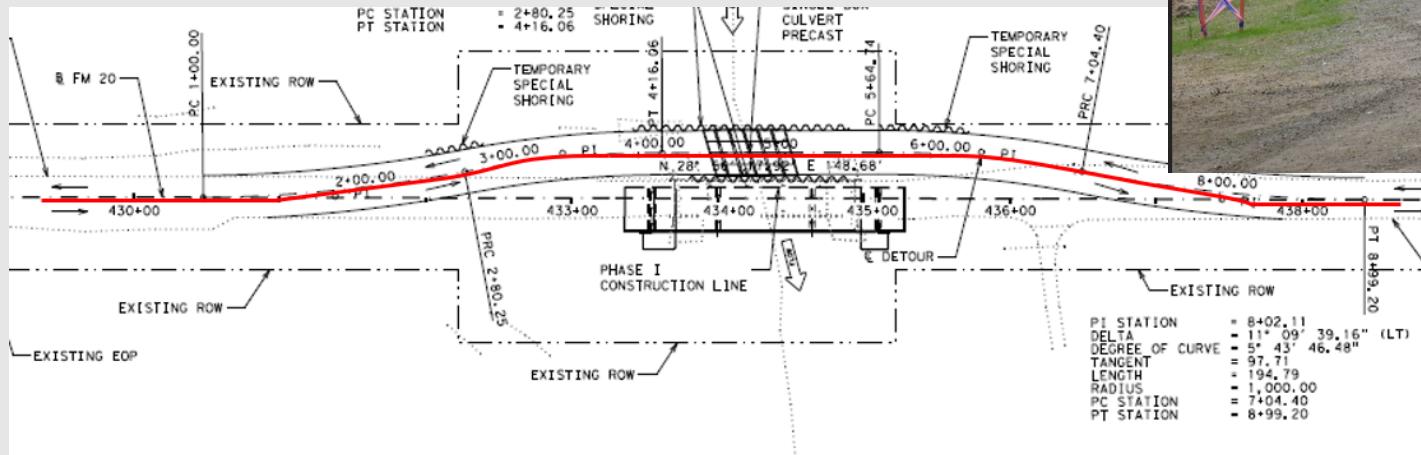 PC STATION = 2+80.25
PT STATION = 4+16.06
SHORING
CULVERT
PRECAST
PC 1+00.00
PT 4+16.06
PC 5+64.74
PRC 7+04.40
TEMPORARY
SPECIAL
SHORING
FM 20
EXISTING ROW
TEMPORARY
SPECIAL
SHORING
2+00.00
3+00.00
PI
4+00.00
6+00.00
PI
8+00.00
N 28°
E 148.68'
430+00
433+00
434+00
435+00
436+00
438+00
PRC 2+80.25
PHASE I
CONSTRUCTION LINE
DETOUR
PT 8+99.20
EXISTING ROW
EXISTING ROW
EXISTING EOP
EXISTING ROW
PI STATION = 8+02.11
DELTA = 11° 09' 39.16" (LT)
DEGREE OF CURVE = 5° 43' 46.48"
TANGENT = 97.71
LENGTH = 194.79
RADIUS = 1,000.00
PC STATION = 7+04.40
PT STATION = 8+99.20